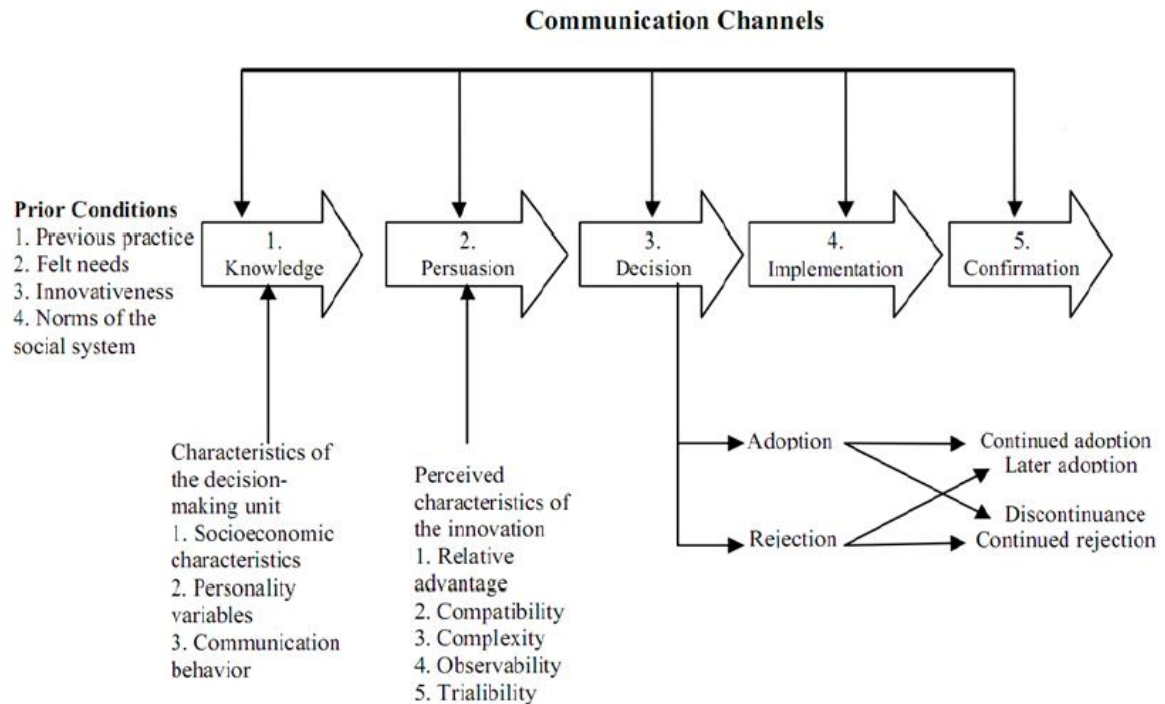 Communication Channels
Prior Conditions
1. Previous practice
2. Felt needs
3. Innovativeness
4. Norms of the
social system
1.
Knowledge
2.
Persuasion
3.
Decision
4.
Implementation
5.
Confirmation
Characteristics of
the decision-
making unit
1. Socioeconomic
characteristics
2. Personality
variables
3. Communication
behavior
Perceived
characteristics of
the innovation
1. Relative
advantage
2. Compatibility
3. Complexity
4. Observability
5. Trialibility
Adoption
Rejection
Continued adoption
Later adoption
Discontinuance
Continued rejection